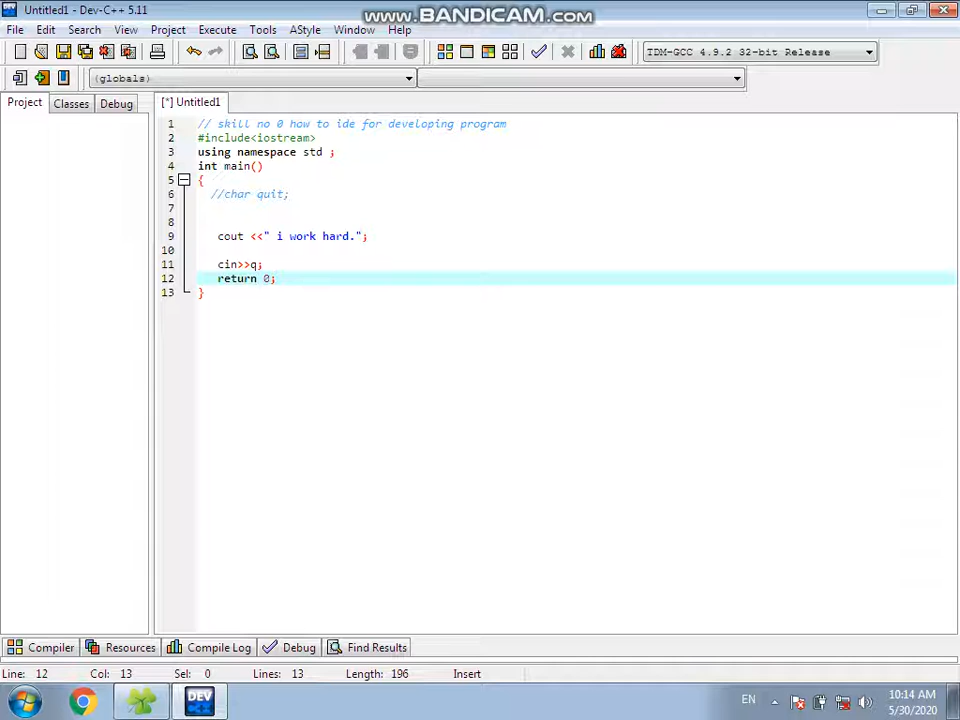 Untitled1 - Dev-C++ 5.11
www.BANDICAM.com
File Edit Search View Project Execute Tools AStyle Window Help
TDM-GCC 4.9.2 32-bit Release
(globals)
Project Classes Debug
[*] Untitled1
1 // skill no 0 how to ide for developing program
2 #include<iostream>
3 using namespace std ;
4 int main()
5 {
6 //char quit;
7
8
9 cout <<" i work hard.";
10
11 cin>>q;
12 return 0;
13 }
Compiler Resources Compile Log Debug Find Results
Line: 12 Col: 13 Sel: 0 Lines: 13 Length: 196 Insert
DEV
EN
10:14 AM
5/30/2020